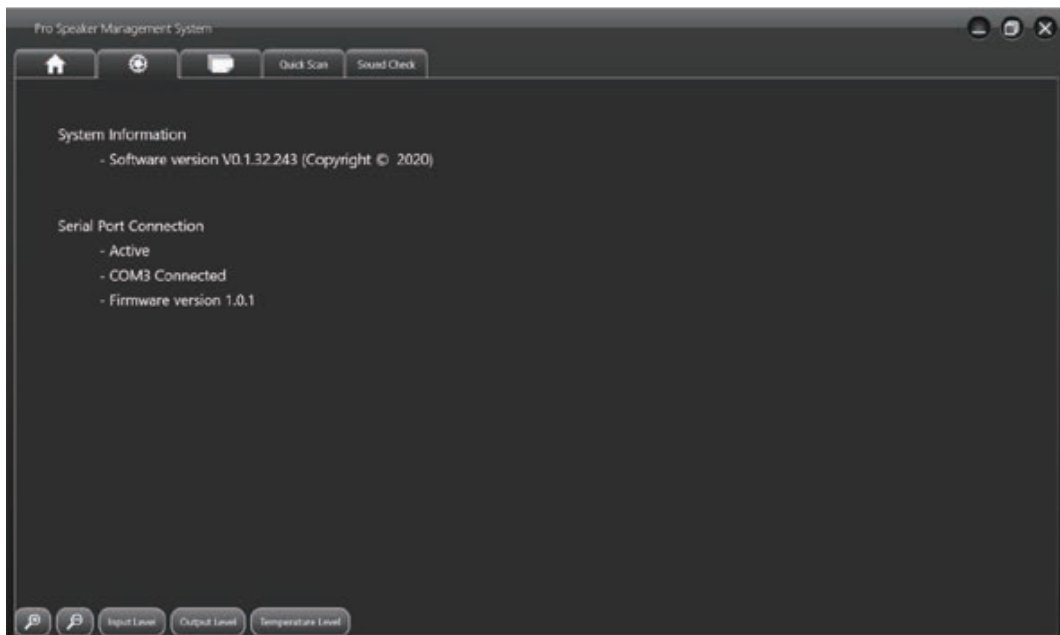 Pro Speaker Management System
Quick Scan
Sound Check
System Information
- Software version V0.1.32.243 (Copyright © 2020)
Serial Port Connection
- Active
- COM3 Connected
- Firmware version 1.0.1
Input Level
Output Level
Temperature Level